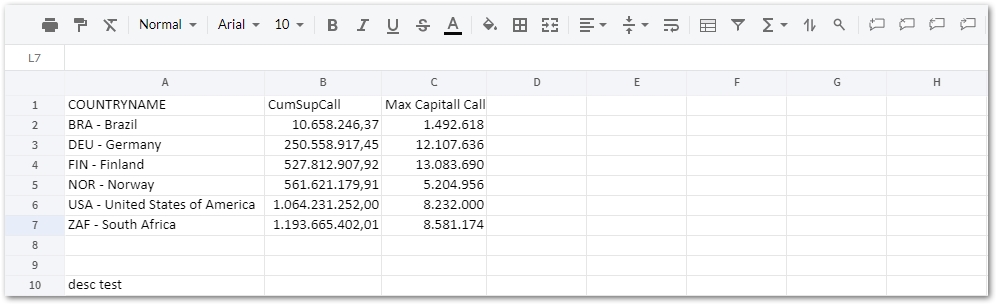 Normal Arial 10 B I U S A
L7
A B C D E F G H
1 COUNTRYNAME CumSupCall Max Capitall Call
2 BRA - Brazil 10.658.246,37 1.492.618
3 DEU - Germany 250.558.917,45 12.107.636
4 FIN - Finland 527.812.907,92 13.083.690
5 NOR - Norway 561.621.179,91 5.204.956
6 USA - United States of America 1.064.231.252,00 8.232.000
7 ZAF - South Africa 1.193.665.402,01 8.581.174
8
9
10 desc test